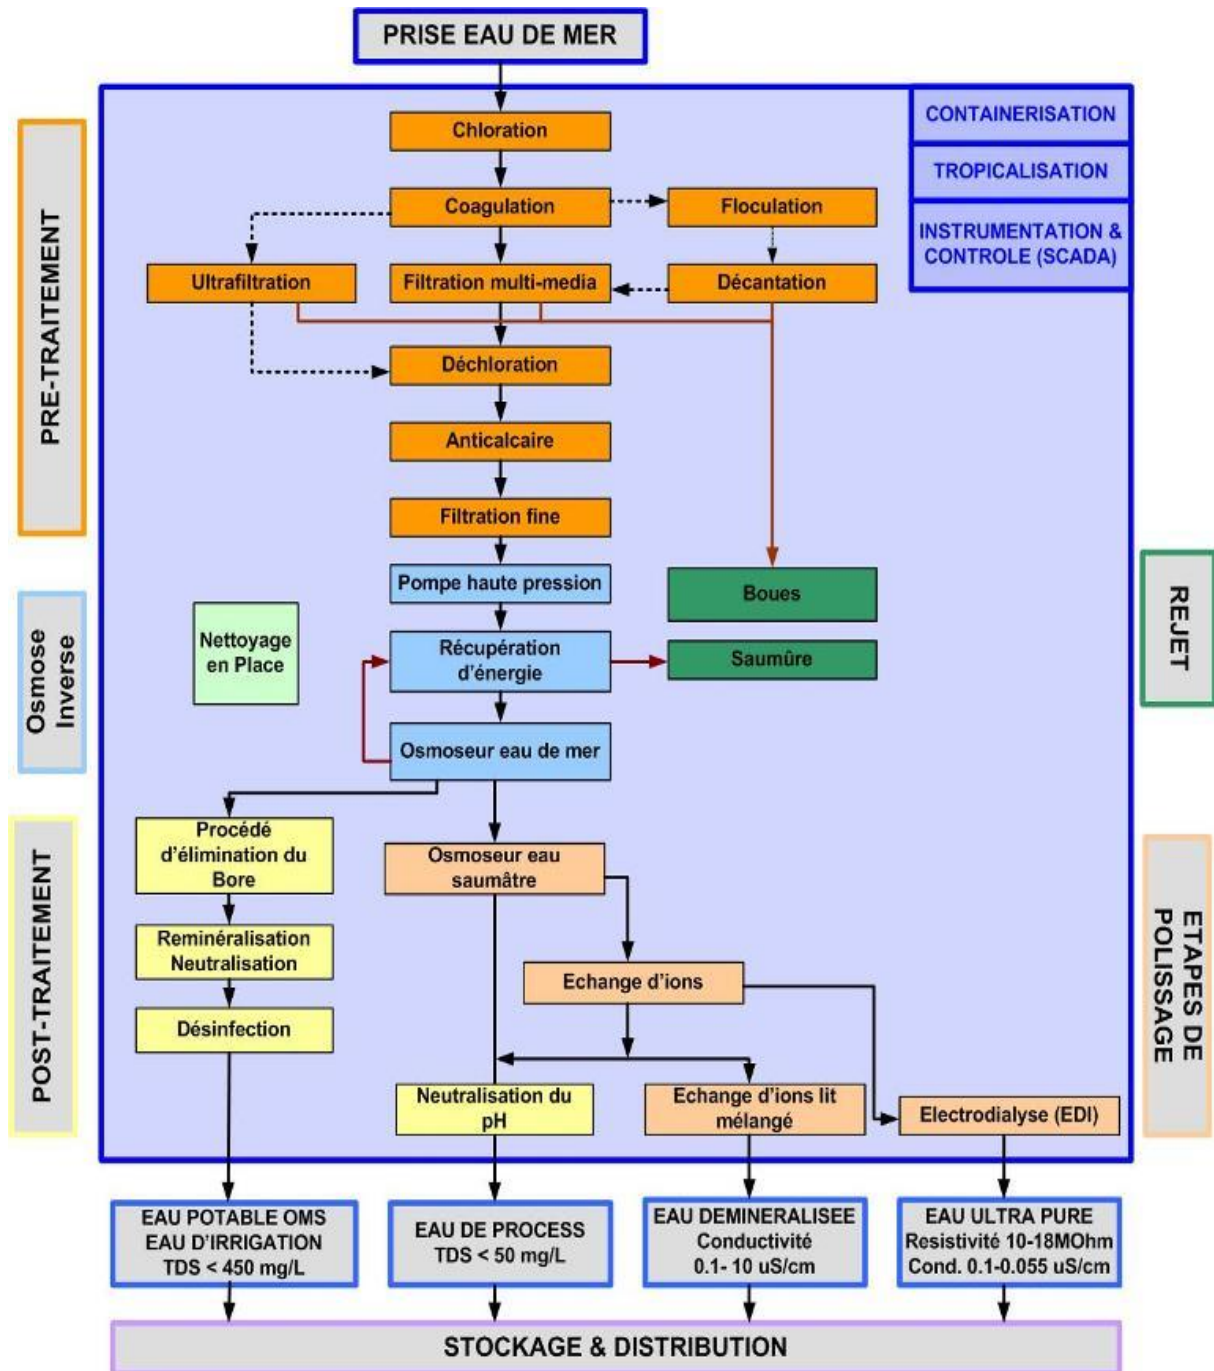 PRISE EAU DE MER
CONTAINERISATION
TROPICALISATION
INSTRUMENTATION &
CONTROLE (SCADA)
PRE-TRAITEMENT
Chloration
Coagulation
Floculation
Ultrafiltration
Filtration multi-media
Décantation
Déchloration
Anticalcaire
Filtration fine
Osmose
Inverse
Pompe haute pression
Boues
REJET
Nettoyage
en Place
Récupération
d'énergie
Saumûre
Osmoseur eau de mer
POST-TRAITEMENT
Procédé
d'élimination du
Bore
Osmoseur eau
saumâtre
ETAPES DE
POLISSAGE
Reminéralisation
Neutralisation
Echange d'ions
Désinfection
Neutralisation du
pH
Echange d'ions lit
mélangé
Electrodialyse (EDI)
EAU POTABLE OMS
EAU D'IRRIGATION
TDS < 450 mg/L
EAU DE PROCESS
TDS < 50 mg/L
EAU DEMINERALISEE
Conductivité
0.1- 10 uS/cm
EAU ULTRA PURE
Resistivité 10-18MOhm
Cond. 0.1-0.055 uS/cm
STOCKAGE & DISTRIBUTION